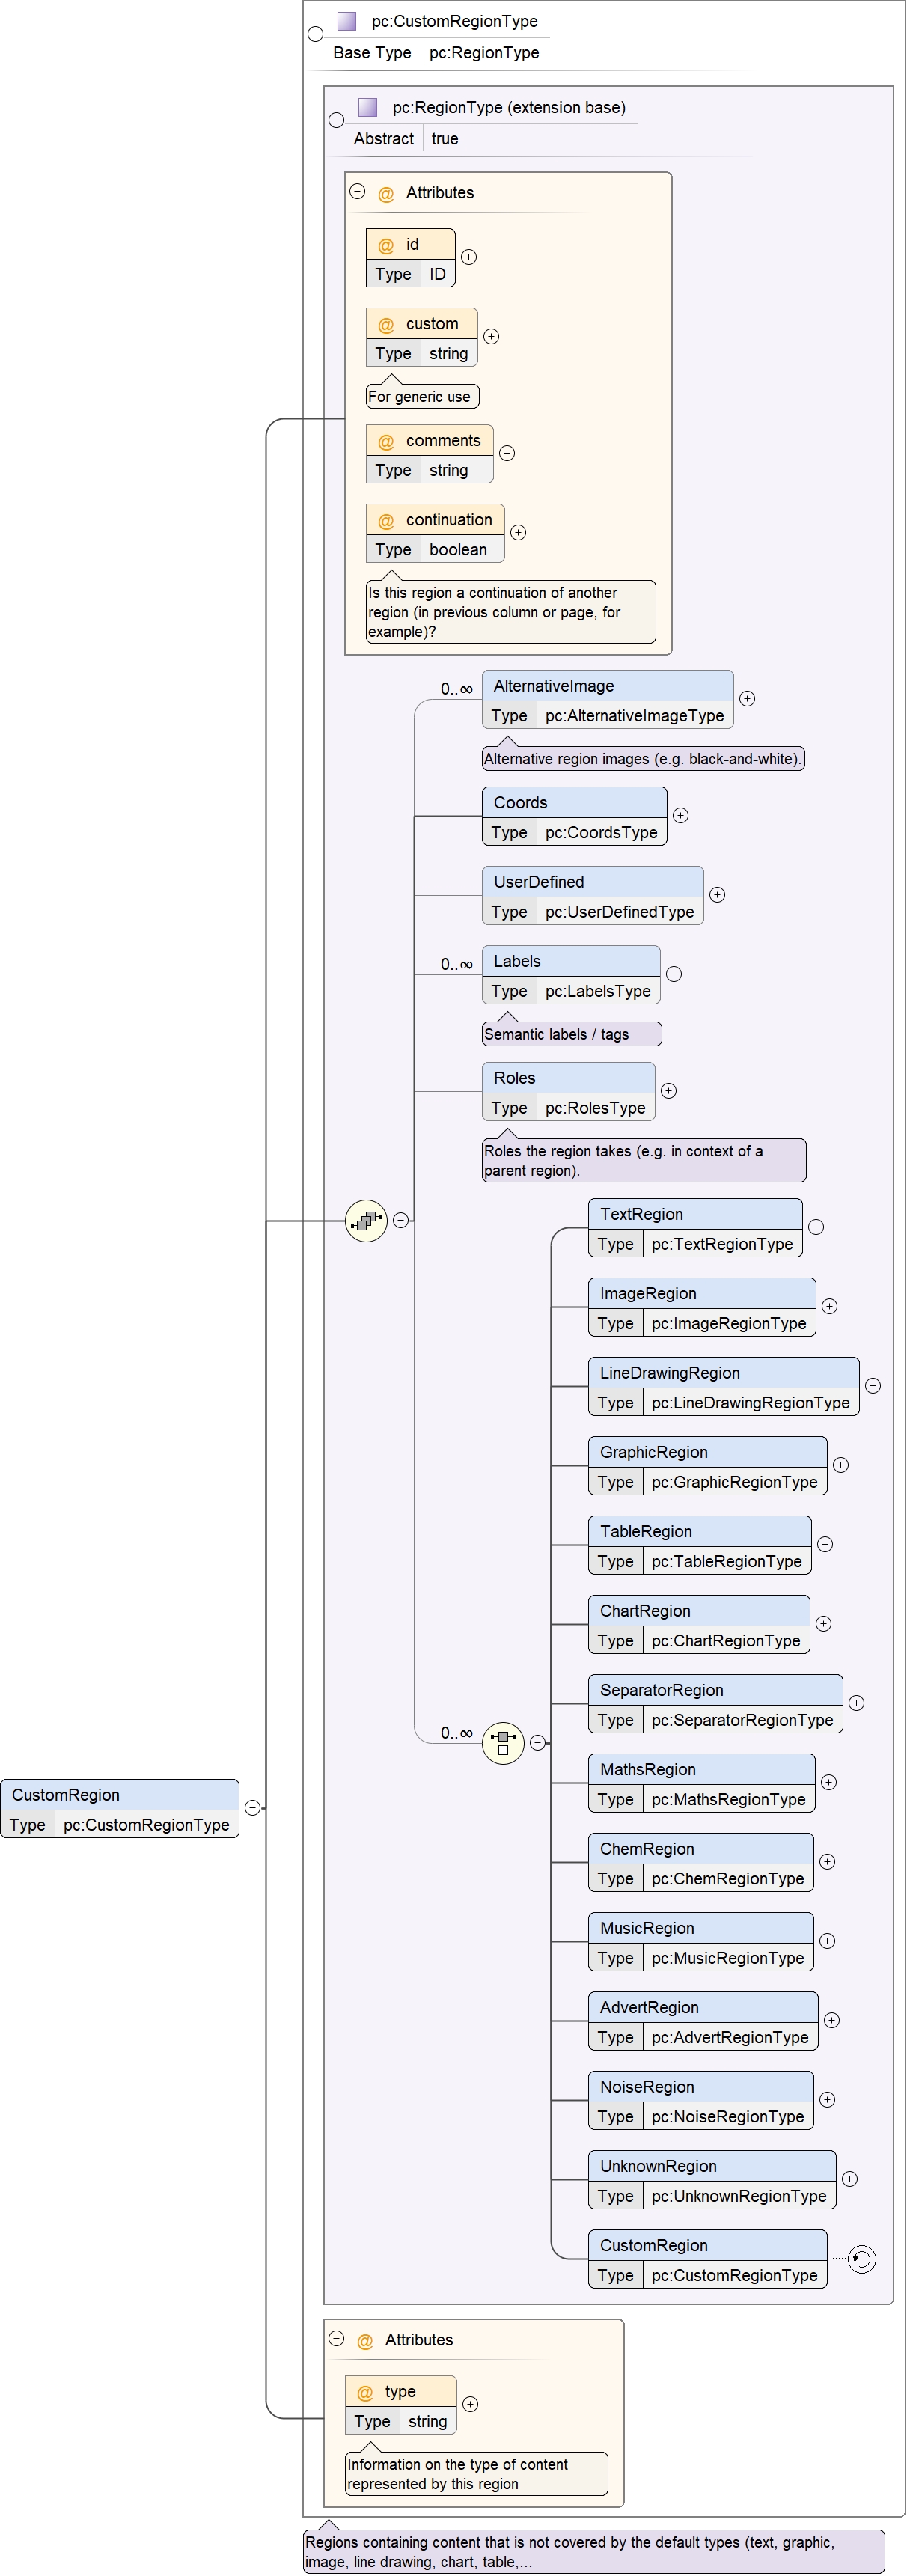 pc:CustomRegionType
Base Type pc:RegionType
pc:RegionType (extension base)
Abstract true
@ Attributes
@ id
Type ID
@ custom
Type string
For generic use
@ comments
Type string
@ continuation
Type boolean
Is this region a continuation of another
region (in previous column or page, for
example)?
0..∞
AlternativeImage
Type pc:AlternativeImageType
Alternative region images (e.g. black-and-white).
Coords
Type pc:CoordsType
UserDefined
Type pc:UserDefinedType
0..∞
Labels
Type pc:LabelsType
Semantic labels / tags
Roles
Type pc:RolesType
Roles the region takes (e.g. in context of a
parent region).
TextRegion
Type pc:TextRegionType
ImageRegion
Type pc:ImageRegionType
LineDrawingRegion
Type pc:LineDrawingRegionType
GraphicRegion
Type pc:GraphicRegionType
TableRegion
Type pc:TableRegionType
ChartRegion
Type pc:ChartRegionType
SeparatorRegion
Type pc:SeparatorRegionType
0..∞
MathsRegion
Type pc:MathsRegionType
CustomRegion
Type pc:CustomRegionType
ChemRegion
Type pc:ChemRegionType
MusicRegion
Type pc:MusicRegionType
AdvertRegion
Type pc:AdvertRegionType
NoiseRegion
Type pc:NoiseRegionType
UnknownRegion
Type pc:UnknownRegionType
CustomRegion
Type pc:CustomRegionType
@ Attributes
@ type
Type string
Information on the type of content
represented by this region
Regions containing content that is not covered by the default types (text, graphic,
image, line drawing, chart, table,...